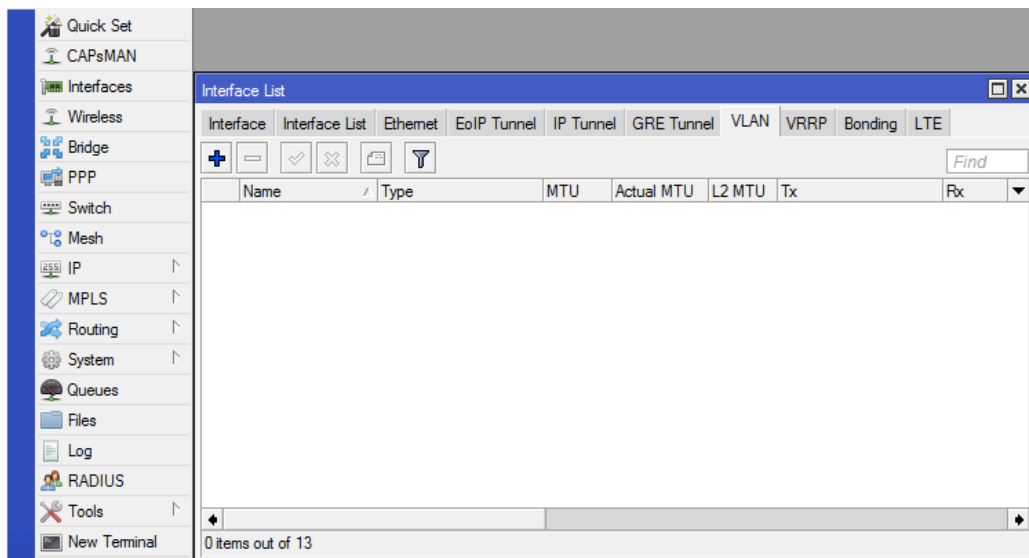 Quick Set
CAPsMAN
Interfaces
Wireless
Bridge
PPP
Switch
Mesh
255 IP
MPLS
Routing
System
Queues
Files
Log
RADIUS
Tools
New Terminal
Interface List
Interface Interface List Ethernet EoIP Tunnel IP Tunnel GRE Tunnel VLAN VRRP Bonding LTE
Find
Name Type MTU Actual MTU L2 MTU Tx Rx
0 items out of 13